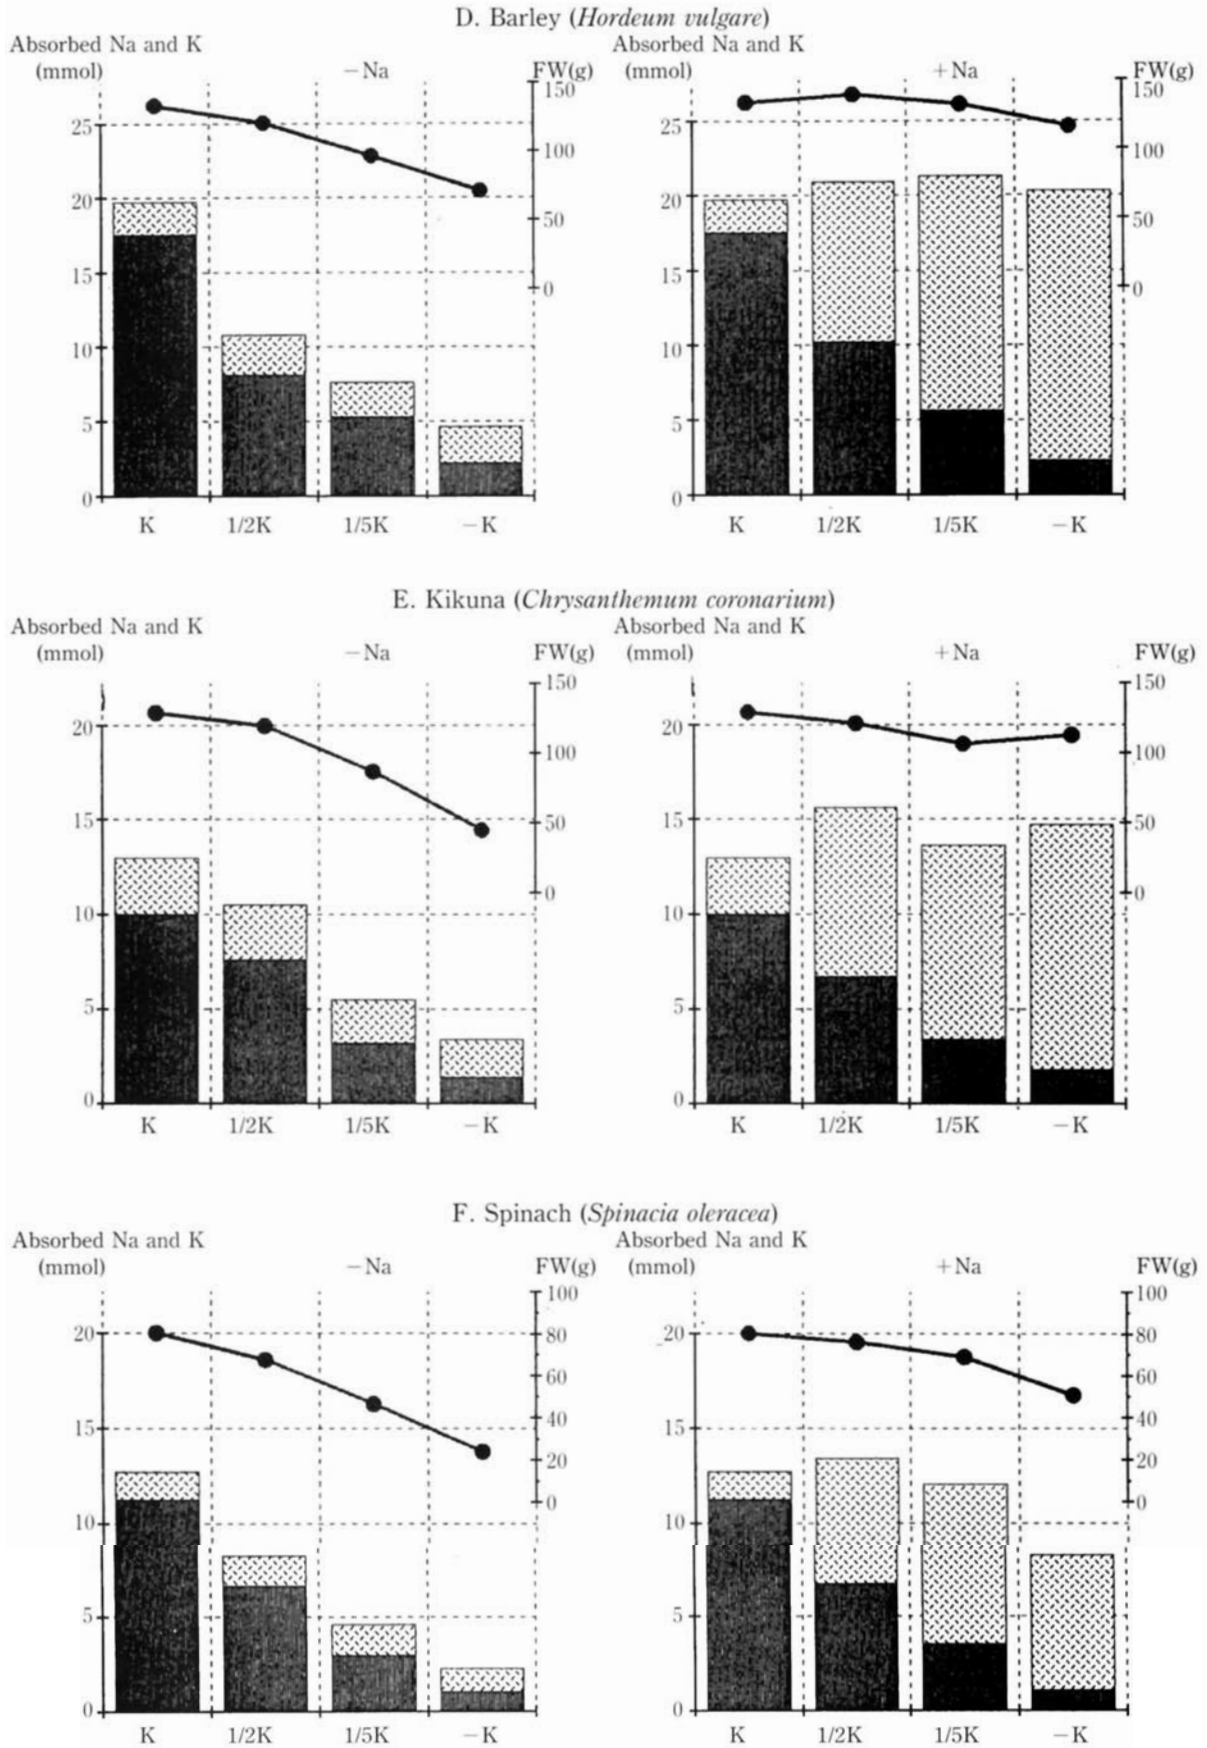 D. Barley (Hordeum vulgare)
Absorbed Na and K
(mmol)
−Na
FW(g)
150
100
50
0
25
20
15
10
5
0
K 1/2K 1/5K −K
Absorbed Na and K
(mmol)
+Na
FW(g)
150
100
50
0
25
20
15
10
5
0
K 1/2K 1/5K −K
E. Kikuna (Chrysanthemum coronarium)
Absorbed Na and K
(mmol)
−Na
FW(g)
150
100
50
0
20
15
10
5
0
K 1/2K 1/5K −K
Absorbed Na and K
(mmol)
+Na
FW(g)
150
100
50
0
20
15
10
5
0
K 1/2K 1/5K −K
F. Spinach (Spinacia oleracea)
Absorbed Na and K
(mmol)
−Na
FW(g)
100
80
60
40
20
0
20
15
10
5
0
K 1/2K 1/5K −K
Absorbed Na and K
(mmol)
+Na
FW(g)
100
80
60
40
20
0
20
15
10
5
0
K 1/2K 1/5K −K